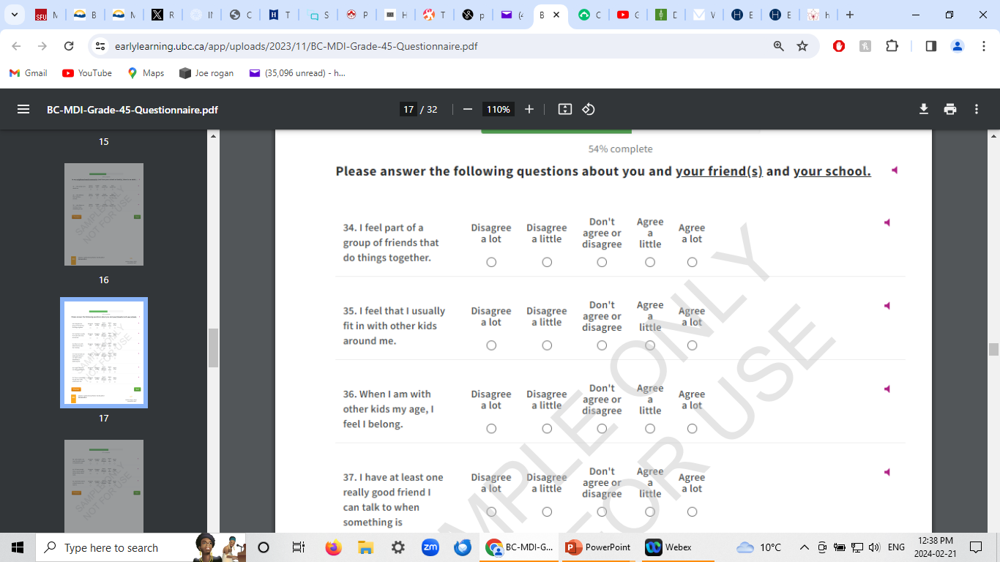 M
B
M
R
IN
C
T
S
P
H
T
p
(4
B
C
G
D
V
E
E
h
earlylearning.ubc.ca/app/uploads/2023/11/BC-MDI-Grade-45-Questionnaire.pdf
Gmail
YouTube
Maps
Joe rogan
(35,096 unread) - h...
BC-MDI-Grade-45-Questionnaire.pdf
17 / 32
110%
15
16
17
SAMPLE ONLY
NOT FOR USE
54% complete
Please answer the following questions about you and your friend(s) and your school.
34. I feel part of a
group of friends that
do things together.
Disagree
a lot
Disagree
a little
Don't
agree or
disagree
Agree
a
little
Agree
a lot
35. I feel that I usually
fit in with other kids
around me.
Disagree
a lot
Disagree
a little
Don't
agree or
disagree
Agree
a
little
Agree
a lot
36. When I am with
other kids my age, I
feel I belong.
Disagree
a lot
Disagree
a little
Don't
agree or
disagree
Agree
a
little
Agree
a lot
37. I have at least one
really good friend I
can talk to when
something is
Disagree
a lot
Disagree
a little
Don't
agree or
disagree
Agree
a
little
Agree
a lot
MPLE ONLY
FOR USE
Type here to search
zm
BC-MDI-G...
PowerPoint
Webex
10°C
ENG
12:38 PM
2024-02-21